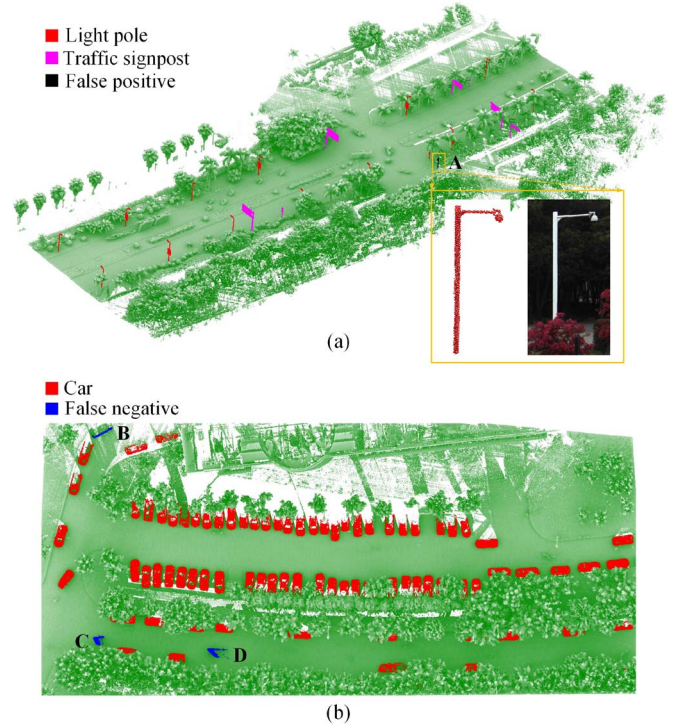 Light pole
Traffic signpost
False positive
A
(a)
Car
False negative
B
C
D
(b)